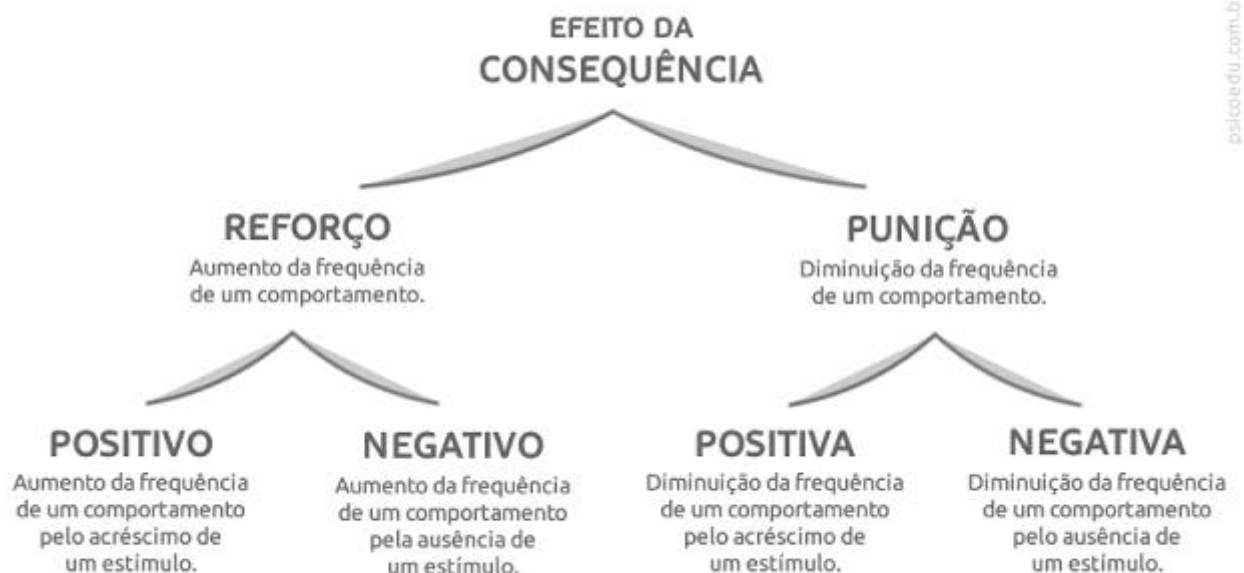 EFEITO DA
CONSEQUÊNCIA
REFORÇO
Aumento da frequência
de um comportamento.
PUNIÇÃO
Diminuição da frequência
de um comportamento.
POSITIVO
Aumento da frequência
de um comportamento
pelo acréscimo de
um estímulo.
NEGATIVO
Aumento da frequência
de um comportamento
pela ausência de
um estímulo.
POSITIVA
Diminuição da frequência
de um comportamento
pelo acréscimo de
um estímulo.
NEGATIVA
Diminuição da frequência
de um comportamento
pelo ausência de
um estímulo.
psicoedu.com.b